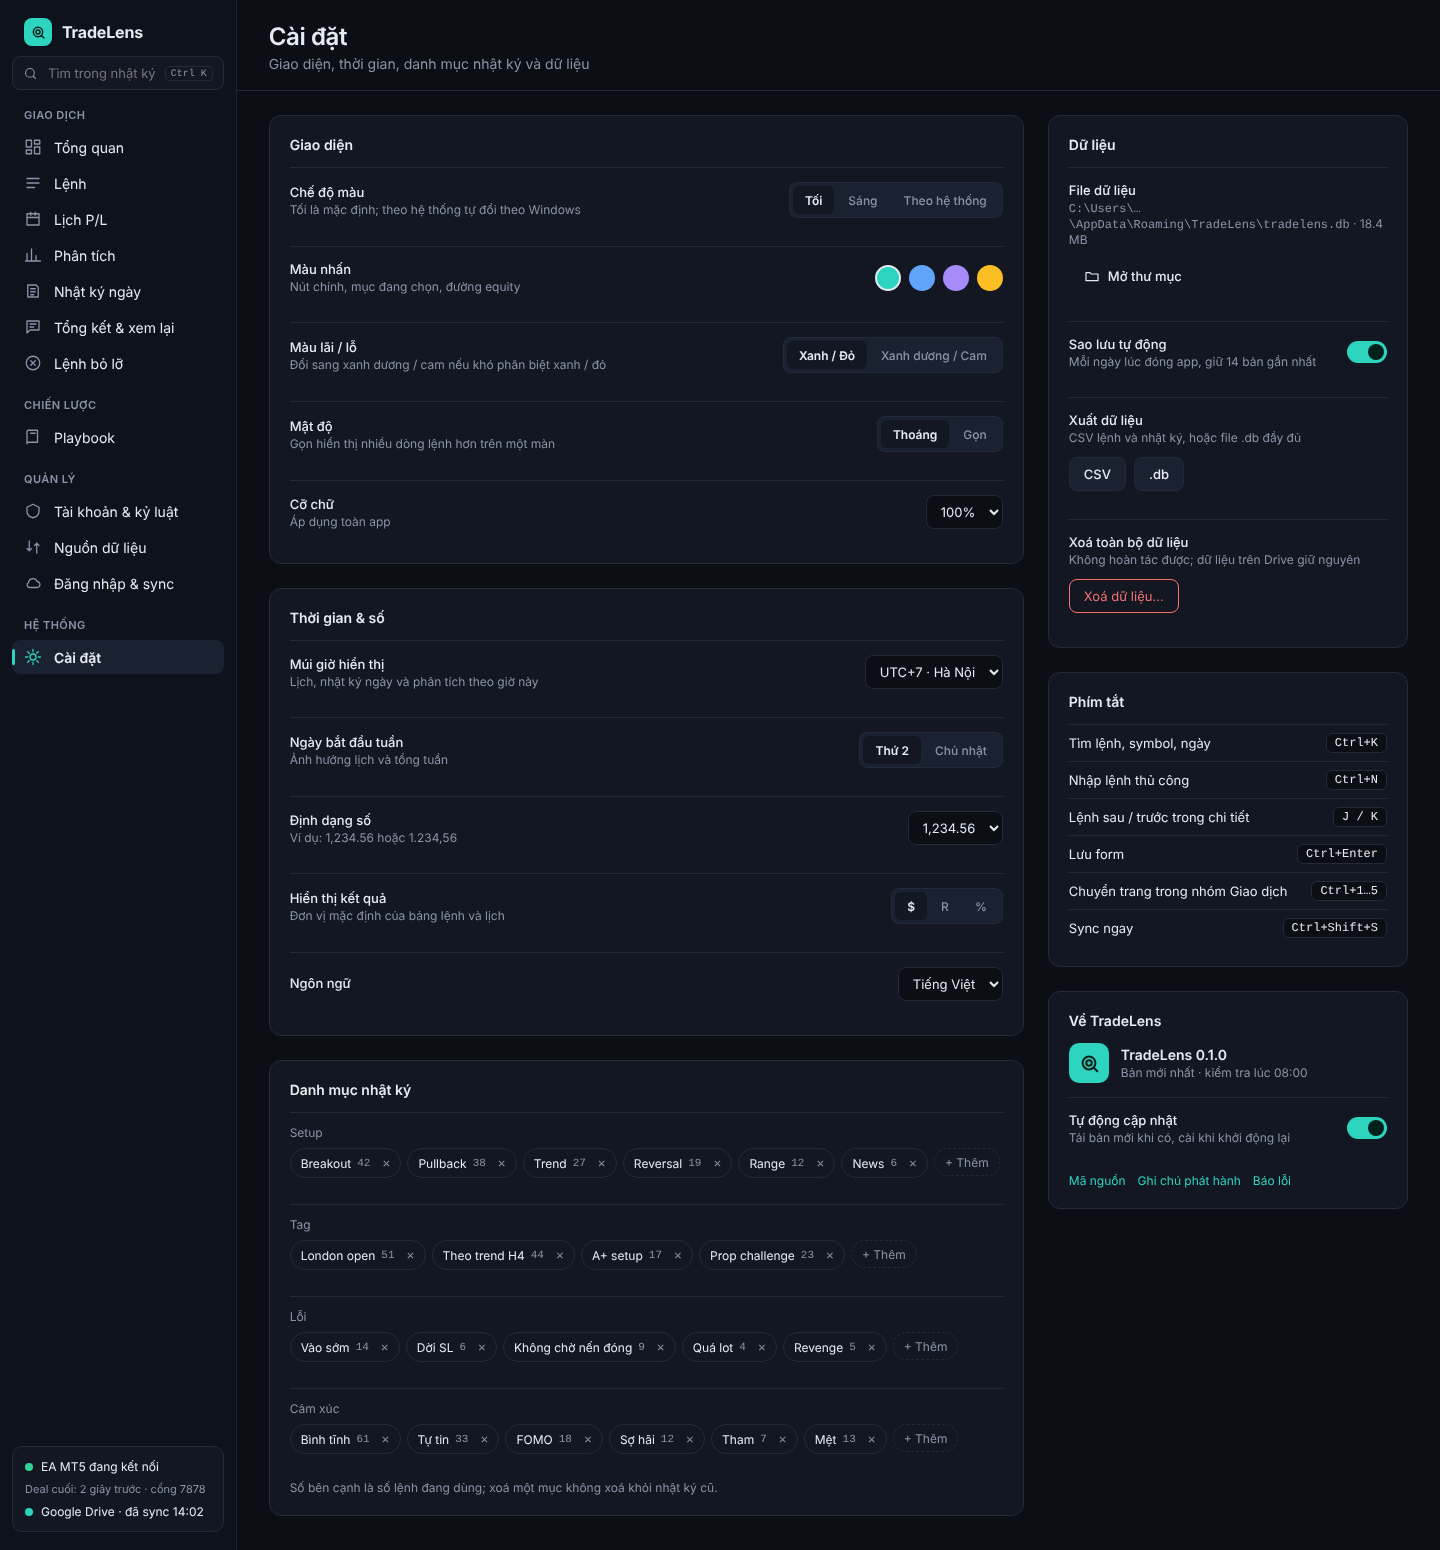 TradeLens
Tìm trong nhật ký Ctrl K
GIAO DỊCH
Tổng quan
Lệnh
Lịch P/L
Phân tích
Nhật ký ngày
Tổng kết & xem lại
Lệnh bỏ lỡ
CHIẾN LƯỢC
Playbook
QUẢN LÝ
Tài khoản & kỷ luật
Nguồn dữ liệu
Đăng nhập & sync
HỆ THỐNG
Cài đặt
EA MT5 đang kết nối
Deal cuối: 2 giây trước · cổng 7878
Google Drive · đã sync 14:02
Cài đặt
Giao diện, thời gian, danh mục nhật ký và dữ liệu
Giao diện
Chế độ màu
Tối là mặc định; theo hệ thống tự đổi theo Windows
Tối Sáng Theo hệ thống
Màu nhấn
Nút chính, mục đang chọn, đường equity
Màu lãi / lỗ
Đổi sang xanh dương / cam nếu khó phân biệt xanh / đỏ
Xanh / Đỏ Xanh dương / Cam
Mật độ
Gọn hiển thị nhiều dòng lệnh hơn trên một màn
Thoáng Gọn
Cỡ chữ
Áp dụng toàn app
100%
Thời gian & số
Múi giờ hiển thị
Lịch, nhật ký ngày và phân tích theo giờ này
UTC+7 · Hà Nội
Ngày bắt đầu tuần
Ảnh hưởng lịch và tổng tuần
Thứ 2 Chủ nhật
Định dạng số
Ví dụ: 1,234.56 hoặc 1.234,56
1,234.56
Hiển thị kết quả
Đơn vị mặc định của bảng lệnh và lịch
$ R %
Ngôn ngữ
Tiếng Việt
Danh mục nhật ký
Setup
Breakout 42 × Pullback 38 × Trend 27 × Reversal 19 × Range 12 × News 6 × + Thêm
Tag
London open 51 × Theo trend H4 44 × A+ setup 17 × Prop challenge 23 × + Thêm
Lỗi
Vào sớm 14 × Dời SL 6 × Không chờ nến đóng 9 × Quá lot 4 × Revenge 5 × + Thêm
Cảm xúc
Bình tĩnh 61 × Tự tin 33 × FOMO 18 × Sợ hãi 12 × Tham 7 × Mệt 13 × + Thêm
Số bên cạnh là số lệnh đang dùng; xoá một mục không xoá khỏi nhật ký cũ.
Dữ liệu
File dữ liệu
C:\Users\…
\AppData\Roaming\TradeLens\tradelens.db · 18.4
MB
Mở thư mục
Sao lưu tự động
Mỗi ngày lúc đóng app, giữ 14 bản gần nhất
Xuất dữ liệu
CSV lệnh và nhật ký, hoặc file .db đầy đủ
CSV .db
Xoá toàn bộ dữ liệu
Không hoàn tác được; dữ liệu trên Drive giữ nguyên
Xoá dữ liệu…
Phím tắt
Tìm lệnh, symbol, ngày Ctrl+K
Nhập lệnh thủ công Ctrl+N
Lệnh sau / trước trong chi tiết J / K
Lưu form Ctrl+Enter
Chuyển trang trong nhóm Giao dịch Ctrl+1…5
Sync ngay Ctrl+Shift+S
Về TradeLens
TradeLens 0.1.0
Bản mới nhất · kiểm tra lúc 08:00
Tự động cập nhật
Tải bản mới khi có, cài khi khởi động lại
Mã nguồn Ghi chú phát hành Báo lỗi